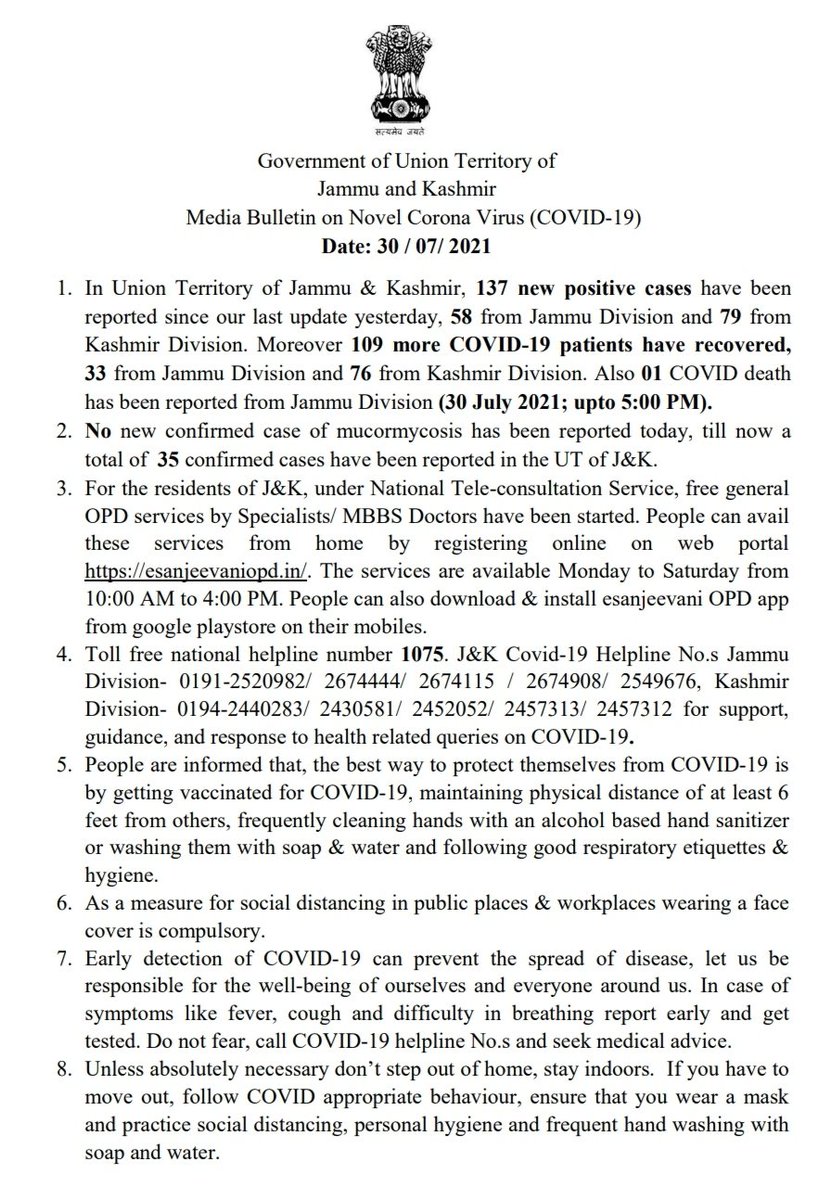 सत्यमेव जयते
Government of Union Territory of
Jammu and Kashmir
Media Bulletin on Novel Corona Virus (COVID-19)
Date: 30 / 07/ 2021
1. In Union Territory of Jammu & Kashmir, 137 new positive cases have been
reported since our last update yesterday, 58 from Jammu Division and 79 from
Kashmir Division. Moreover 109 more COVID-19 patients have recovered,
33 from Jammu Division and 76 from Kashmir Division. Also 01 COVID death
has been reported from Jammu Division (30 July 2021; upto 5:00 PM).
2. No new confirmed case of mucormycosis has been reported today, till now a
total of 35 confirmed cases have been reported in the UT of J&K.
3. For the residents of J&K, under National Tele-consultation Service, free general
OPD services by Specialists/ MBBS Doctors have been started. People can avail
these services from home by registering online on web portal
https://esanjeevaniopd.in/. The services are available Monday to Saturday from
10:00 AM to 4:00 PM. People can also download & install esanjeevani OPD app
from google playstore on their mobiles.
4. Toll free national helpline number 1075. J&K Covid-19 Helpline No.s Jammu
Division- 0191-2520982/ 2674444/ 2674115 / 2674908/ 2549676, Kashmir
Division- 0194-2440283/ 2430581/ 2452052/ 2457313/ 2457312 for support,
guidance, and response to health related queries on COVID-19.
5. People are informed that, the best way to protect themselves from COVID-19 is
by getting vaccinated for COVID-19, maintaining physical distance of at least 6
feet from others, frequently cleaning hands with an alcohol based hand sanitizer
or washing them with soap & water and following good respiratory etiquettes &
hygiene.
6. As a measure for social distancing in public places & workplaces wearing a face
cover is compulsory.
7. Early detection of COVID-19 can prevent the spread of disease, let us be
responsible for the well-being of ourselves and everyone around us. In case of
symptoms like fever, cough and difficulty in breathing report early and get
tested. Do not fear, call COVID-19 helpline No.s and seek medical advice.
8. Unless absolutely necessary don’t step out of home, stay indoors. If you have to
move out, follow COVID appropriate behaviour, ensure that you wear a mask
and practice social distancing, personal hygiene and frequent hand washing with
soap and water.